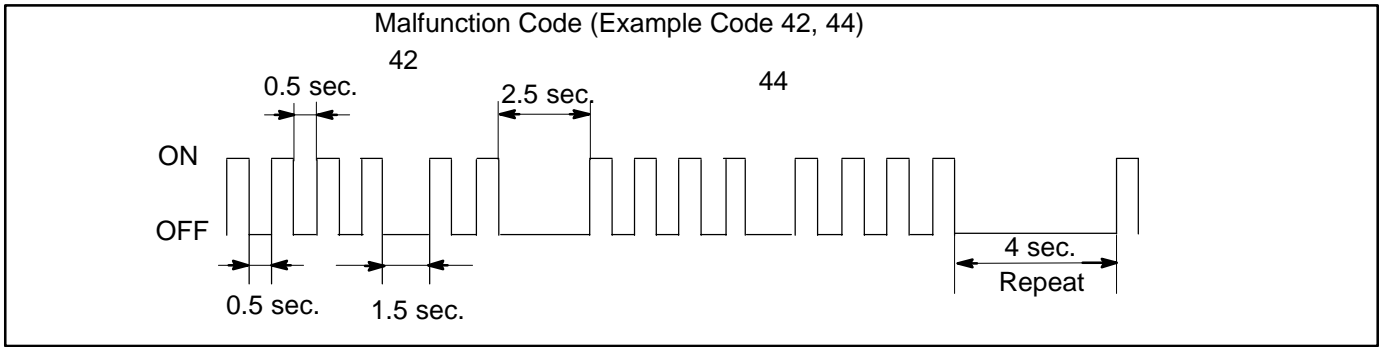 Malfunction Code (Example Code 42, 44)
42
44
0.5 sec.
2.5 sec.
ON
OFF
4 sec.
Repeat
0.5 sec.
1.5 sec.